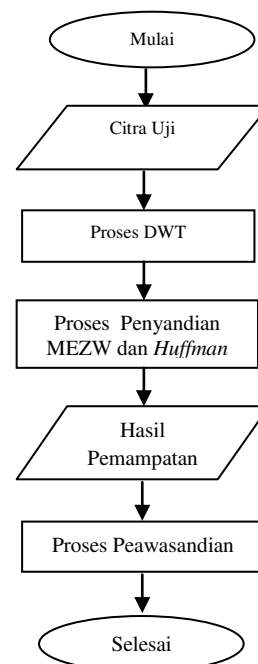 Mulai
Citra Uji
Proses DWT
Proses Penyandian
MEZW dan Huffman
Hasil
Pemampatan
Proses Peawasandian
Selesai